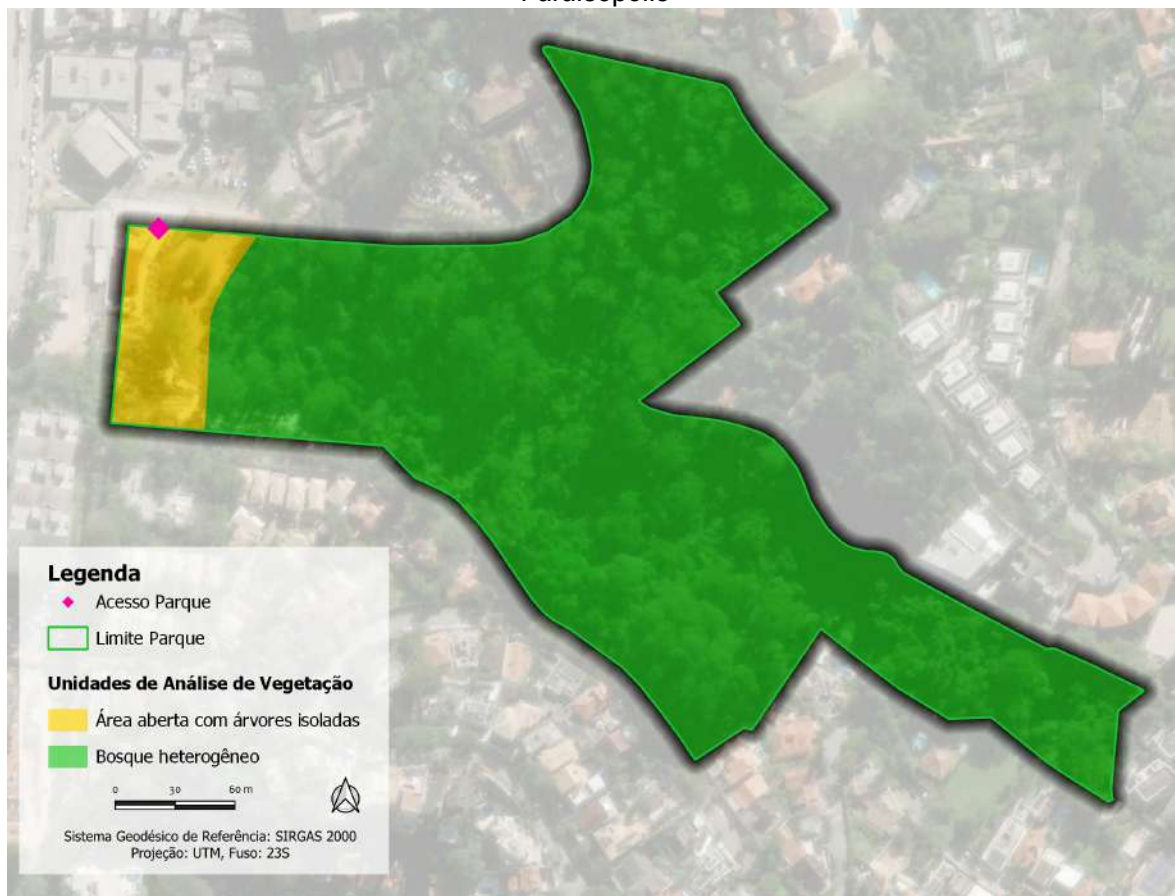 Legenda
Acesso Parque
Limite Parque
Unidades de Análise de Vegetação
Área aberta com árvores isoladas
Bosque heterogêneo
0 30 60 m
Sistema Geodésico de Referência: SIRGAS 2000
Projeção: UTM, Fuso: 23S